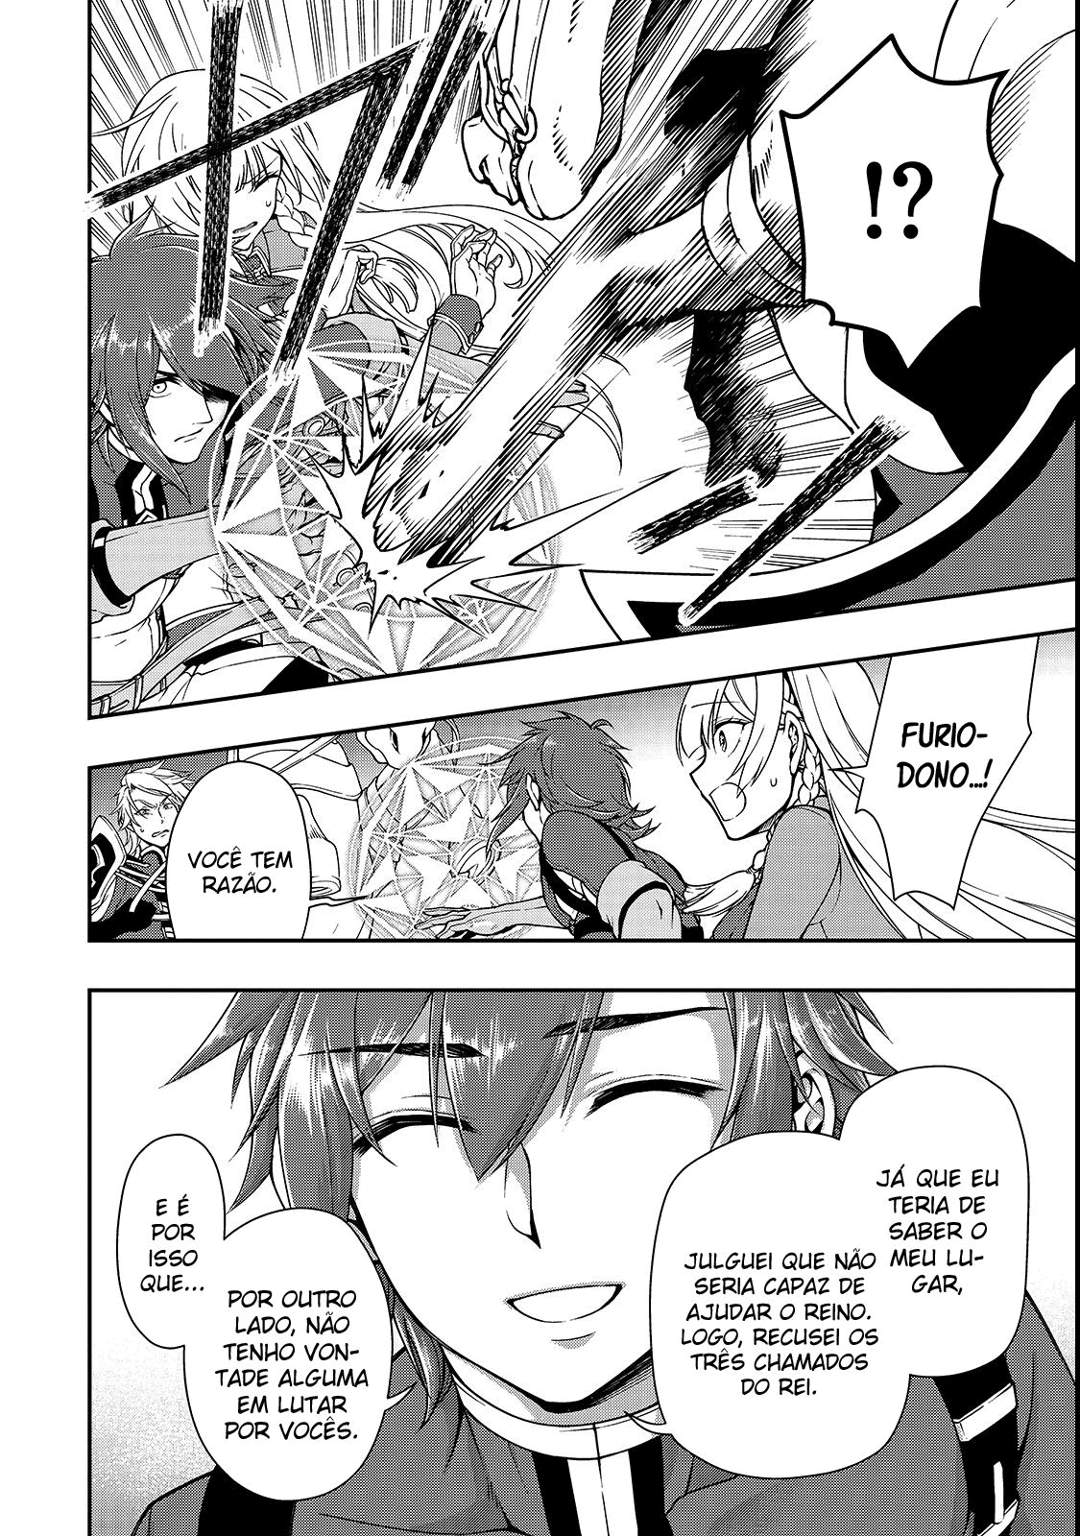 !?
FURIO-
DONO...!
VOCÊ TEM
RAZÃO.
JÁ QUE EU
TERIA DE
SABER O
MEU LU-
GAR,
JULGUEI QUE NÃO
SERIA CAPAZ DE
AJUDAR O REINO.
LOGO, RECUSEI OS
TRÊS CHAMADOS
DO REI.
POR OUTRO
LADO, NÃO
TENHO VON-
TADE ALGUMA
EM LUTAR
POR VOCÊS.
E É
POR
ISSO
QUE...